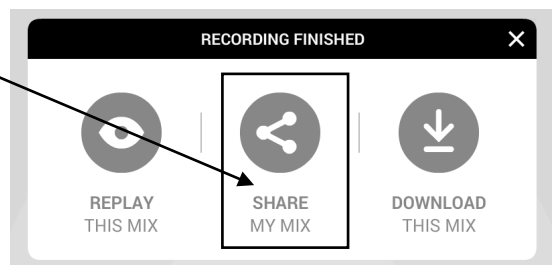 RECORDING FINISHED
REPLAY
THIS MIX
SHARE
MY MIX
DOWNLOAD
THIS MIX